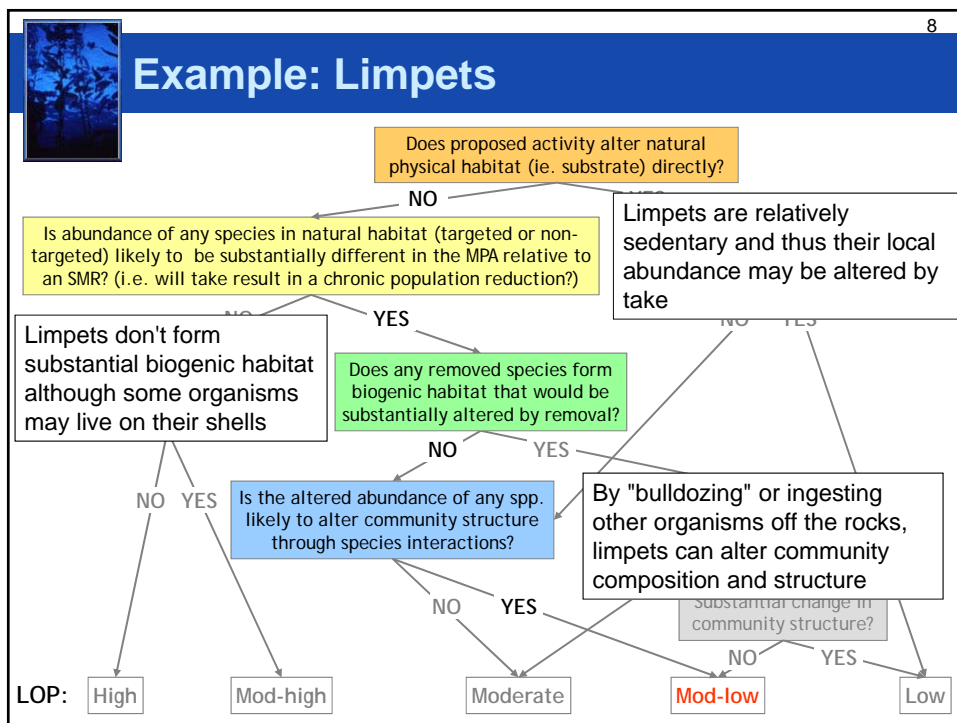 8
Example: Limpets
Does proposed activity alter natural
physical habitat (ie. substrate) directly?
NO
Is abundance of any species in natural habitat (targeted or non-
targeted) likely to be substantially different in the MPA relative to
an SMR? (i.e. will take result in a chronic population reduction?)
Limpets are relatively
sedentary and thus their local
abundance may be altered by
take
YES
NO YES
Limpets don't form
substantial biogenic habitat
although some organisms
may live on their shells
Does any removed species form
biogenic habitat that would be
substantially altered by removal?
NO
YES
NO YES
Is the altered abundance of any spp.
likely to alter community structure
through species interactions?
By "bulldozing" or ingesting
other organisms off the rocks,
limpets can alter community
composition and structure
NO
YES
Substantial change in
community structure?
NO
YES
LOP: High Mod-high Moderate Mod-low Low